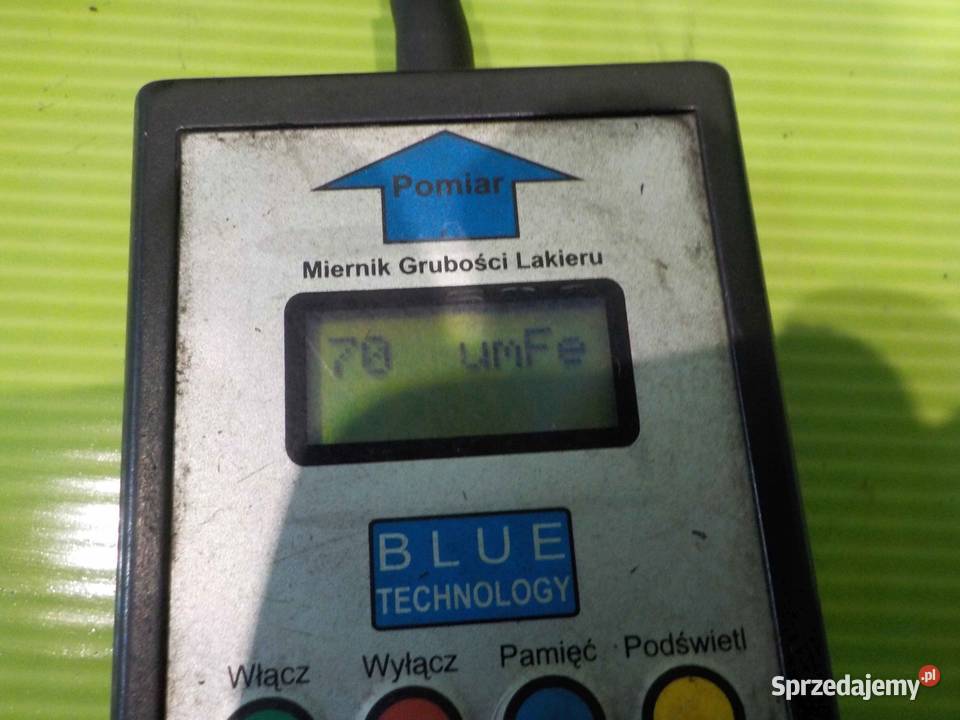 Pomiar
Miernik Grubości Lakieru
70 umFe
BLUE
TECHNOLOGY
Włącz Wyłącz Pamięć Podświetl
Sprzedajemy.pl